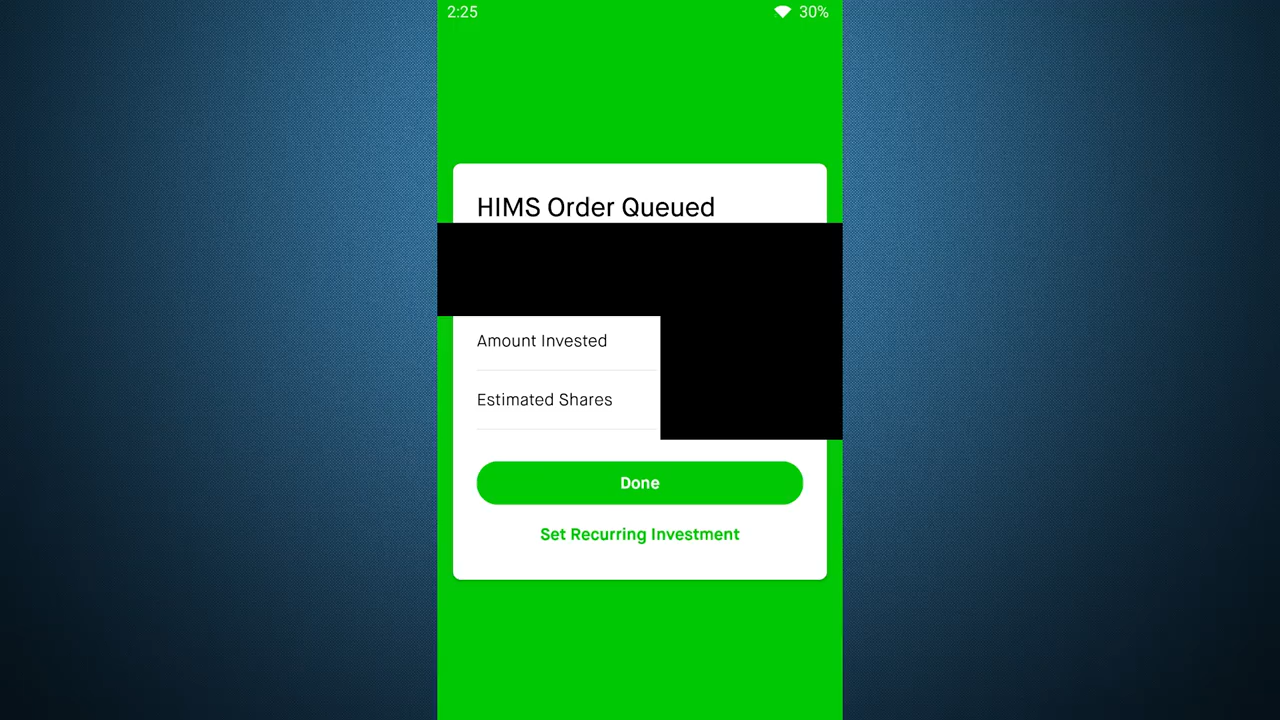 2:25 30%
HIMS Order Queued
Amount Invested
Estimated Shares
Done
Set Recurring Investment